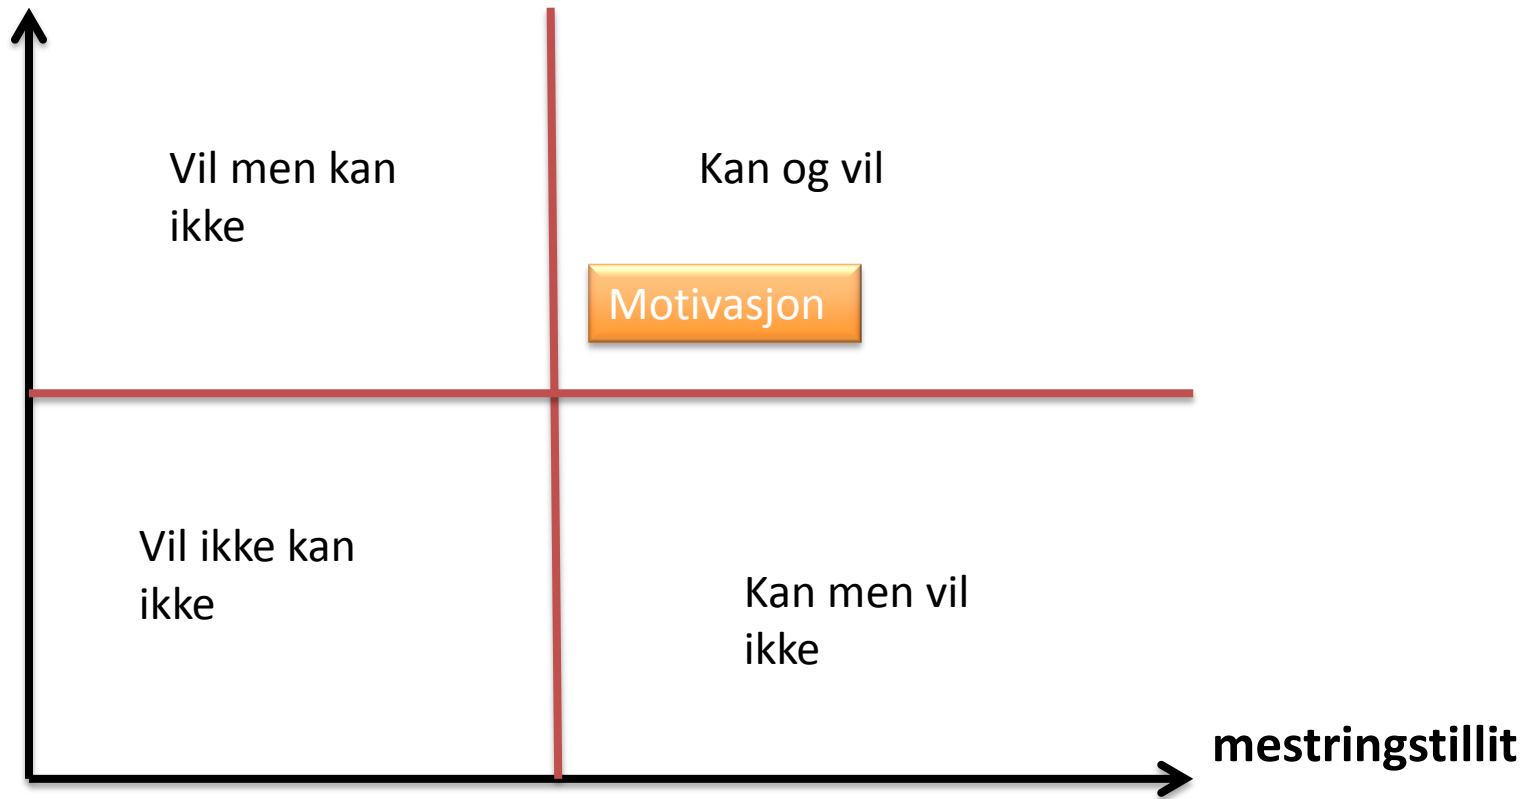 Vil men kan
ikke
Kan og vil
Motivasjon
Vil ikke kan
ikke
Kan men vil
ikke
mestringstillit